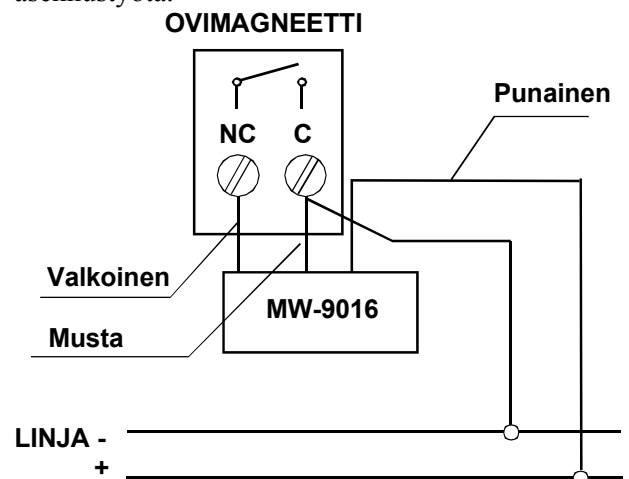 asennustyötä.
OVIMAGNEETTI
Punainen
NC C
Valkoinen
MW-9016
Musta
LINJA -
+